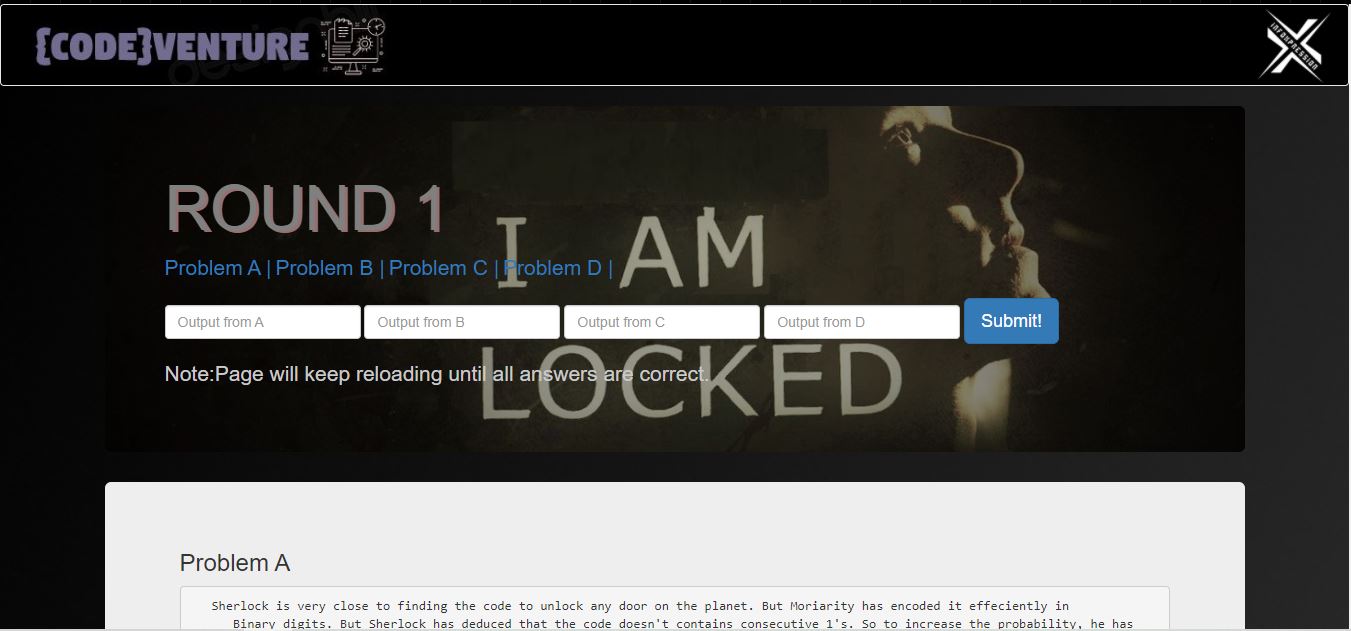 {CODE}VENTURE
INFOXPRESSION
ROUND 1
I AM
Problem A | Problem B | Problem C | Problem D |
Output from A Output from B Output from C Output from D Submit!
LOCKED
Note:Page will keep reloading until all answers are correct.
Problem A
Sherlock is very close to finding the code to unlock any door on the planet. But Moriarity has encoded it effeciently in
Binary digits. But Sherlock has deduced that the code doesn't contains consecutive 1's. So to increase the probability, he has